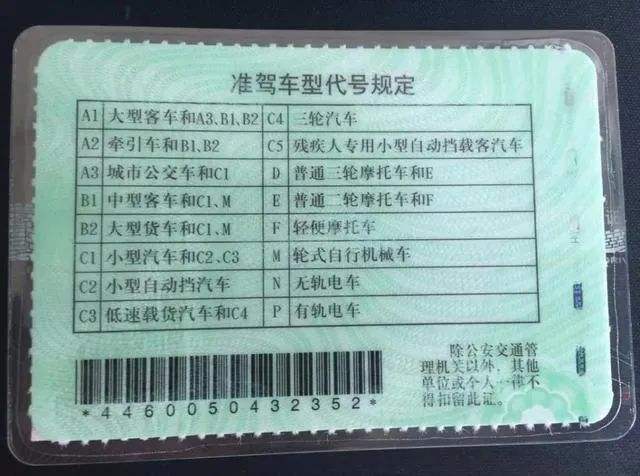 准驾车型代号规定
A1 大型客车和A3、B1、B2 C4 三轮汽车
A2 牵引车和B1、B2 C5 残疾人专用小型自动挡载客汽车
A3 城市公交车和C1 D 普通三轮摩托车和E
B1 中型客车和C1、M E 普通二轮摩托车和F
B2 大型货车和C1、M F 轻便摩托车
C1 小型汽车和C2、C3 M 轮式自行机械车
C2 小型自动挡汽车 N 无轨电车
C3 低速载货汽车和C4 P 有轨电车
*4460050432352*
除公安交通管
理机关以外，其他
单位或个人一律不
得扣留此证。